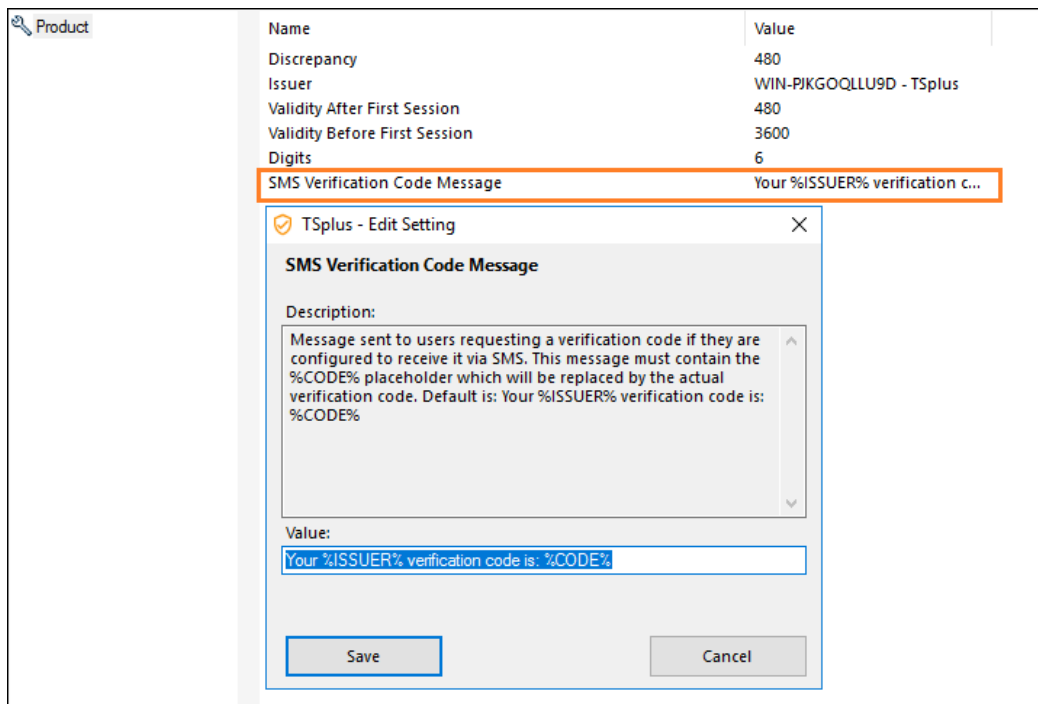 Product
Name Value
Discrepancy 480
Issuer WIN-PJKGOQLLU9D - TSplus
Validity After First Session 480
Validity Before First Session 3600
Digits 6
SMS Verification Code Message Your %ISSUER% verification c...
TSplus - Edit Setting
SMS Verification Code Message
Description:
Message sent to users requesting a verification code if they are
configured to receive it via SMS. This message must contain the
%CODE% placeholder which will be replaced by the actual
verification code. Default is: Your %ISSUER% verification code is:
%CODE%
Value:
Your %ISSUER% verification code is: %CODE%
Save Cancel